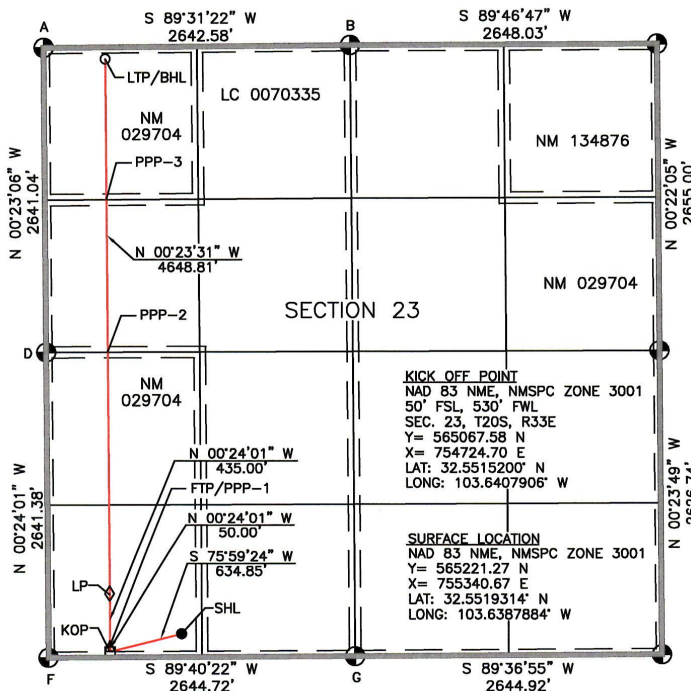 A
S 89°31'22" W
2642.58'
B
S 89°46'47" W
2648.03'
LTP/BHL
LC 0070335
NM
029704
NM 134876
PPP-3
N 00°23'06" W
2641.04'
N 00°22'05" W
2655.00'
N 00°23'31" W
4648.81'
NM 029704
SECTION 23
PPP-2
D
NM
029704
KICK OFF POINT
NAD 83 NME, NMSPC ZONE 3001
50' FSL, 530' FWL
SEC. 23, T20S, R33E
Y= 565067.58 N
X= 754724.70 E
LAT: 32.5515200° N
LONG: 103.6407906° W
N 00°24'01" W
435.00'
FTP/PPP-1
N 00°24'01" W
50.00'
S 75°59'24" W
634.85'
N 00°24'01" W
2641.38'
N 00°23'49" W
SURFACE LOCATION
NAD 83 NME, NMSPC ZONE 3001
Y= 565221.27 N
X= 755340.67 E
LAT: 32.5519314° N
LONG: 103.6387884° W
LP
SHL
KOP
F
S 89°40'22" W
2644.72'
G
S 89°36'55" W
2644.92'